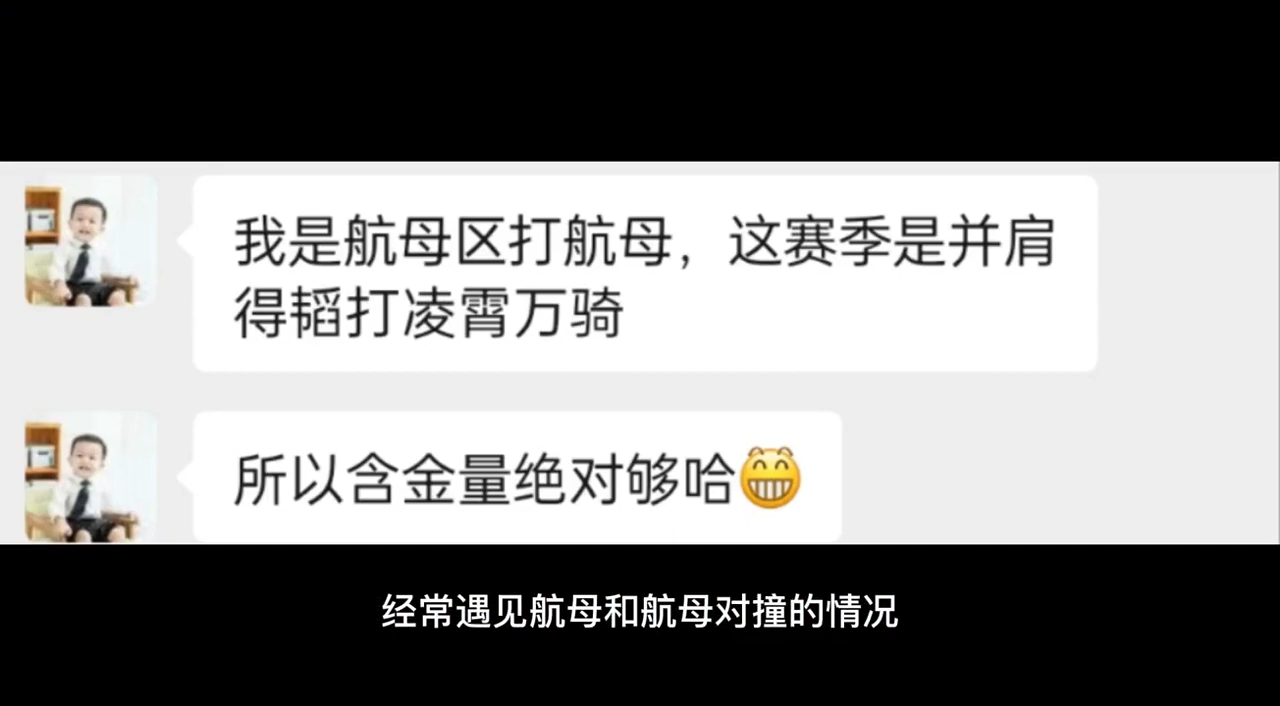 我是航母区打航母，这赛季是并肩
得韬打凌霄万骑
所以含金量绝对够哈😁
经常遇见航母和航母对撞的情况